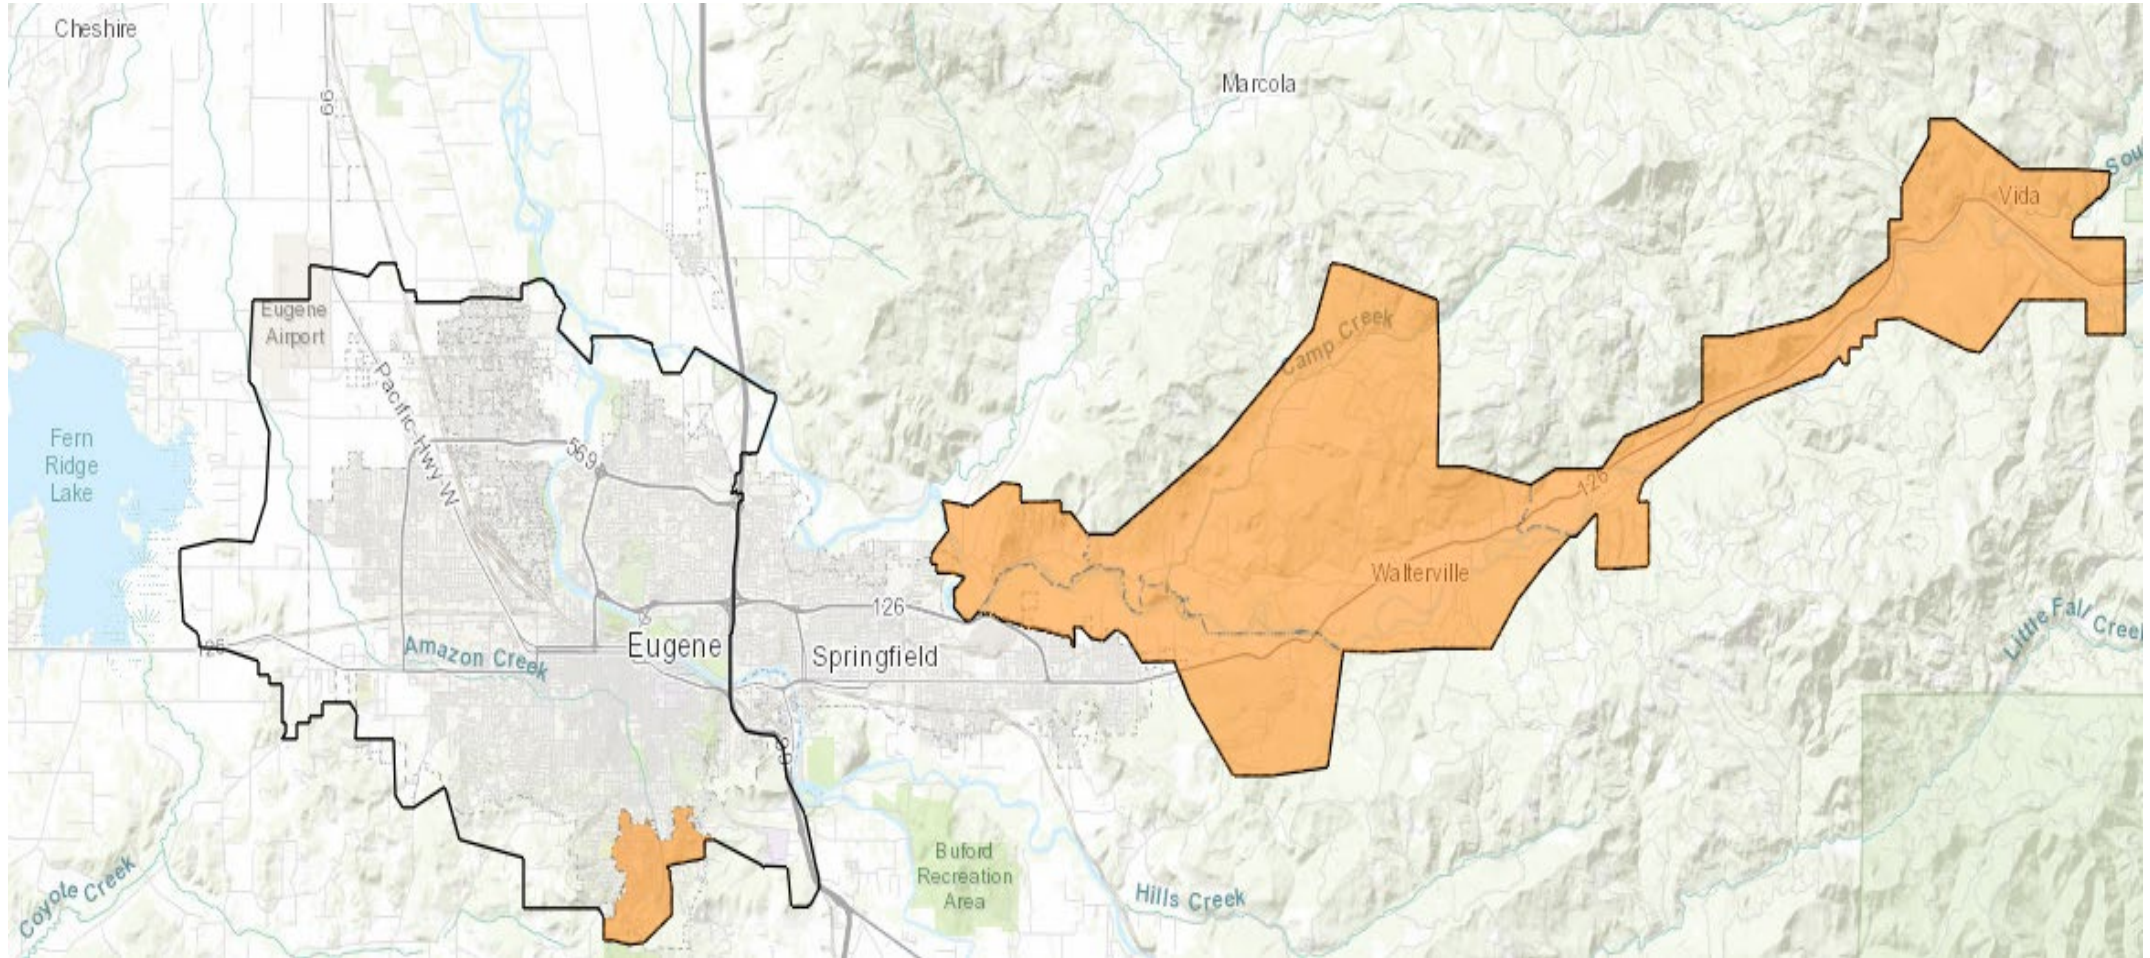 Cheshire
99
Marcola
Sou
Vida
Eugene
Airport
Camp Creek
Pacific Hwy W
Fern
Ridge
Lake
569
126
Walterville
126
Amazon Creek
Eugene
Springfield
Little Fall Creek
Buford
Recreation
Area
Coyote Creek
Hills Creek